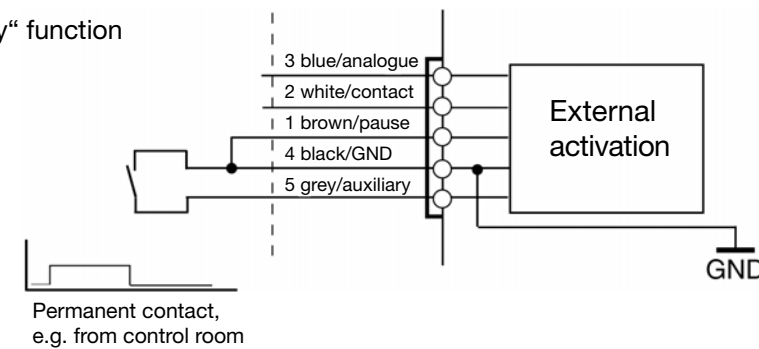 y“ function
3 blue/analogue
2 white/contact
1 brown/pause
4 black/GND
5 grey/auxiliary
External
activation
GND
Permanent contact,
e.g. from control room